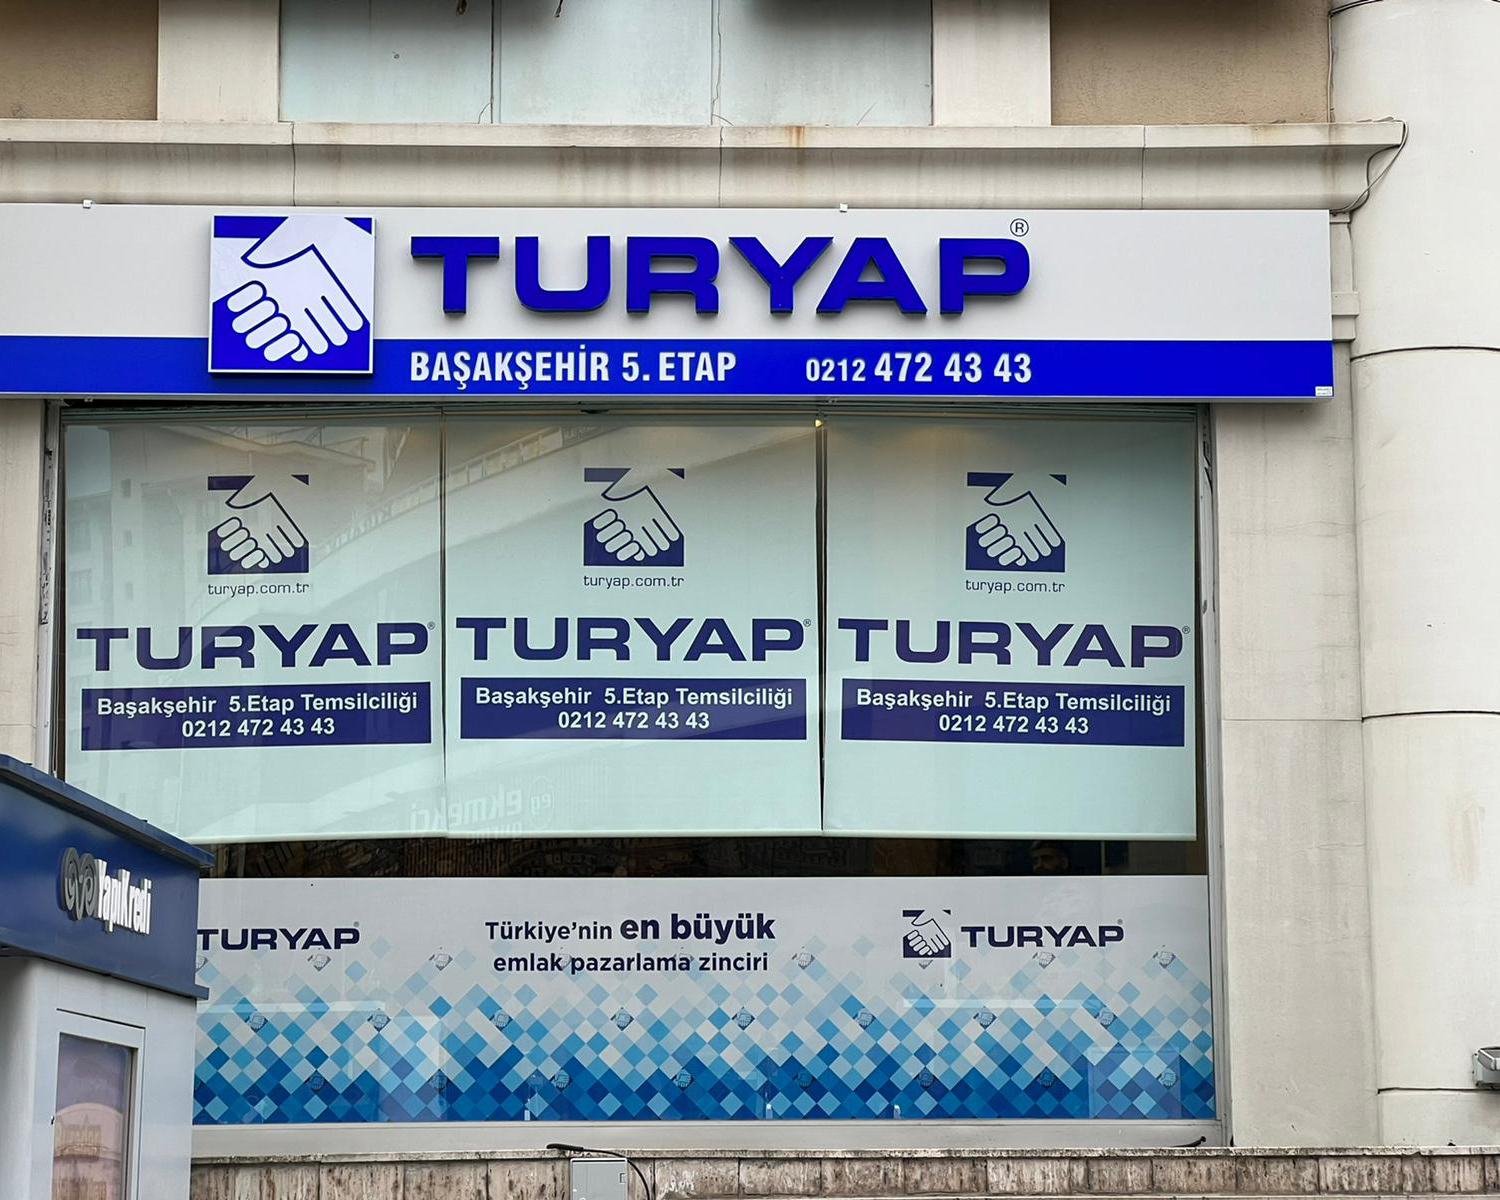 TURYAP®
BAŞAKŞEHİR 5. ETAP 0212 472 43 43
turyap.com.tr
TURYAP®
Başakşehir 5.Etap Temsilciliği
0212 472 43 43
turyap.com.tr
TURYAP®
Başakşehir 5.Etap Temsilciliği
0212 472 43 43
turyap.com.tr
TURYAP®
Başakşehir 5.Etap Temsilciliği
0212 472 43 43
ekmekçi
YapıKredi
TURYAP®
Türkiye'nin en büyük
emlak pazarlama zinciri
TURYAP®